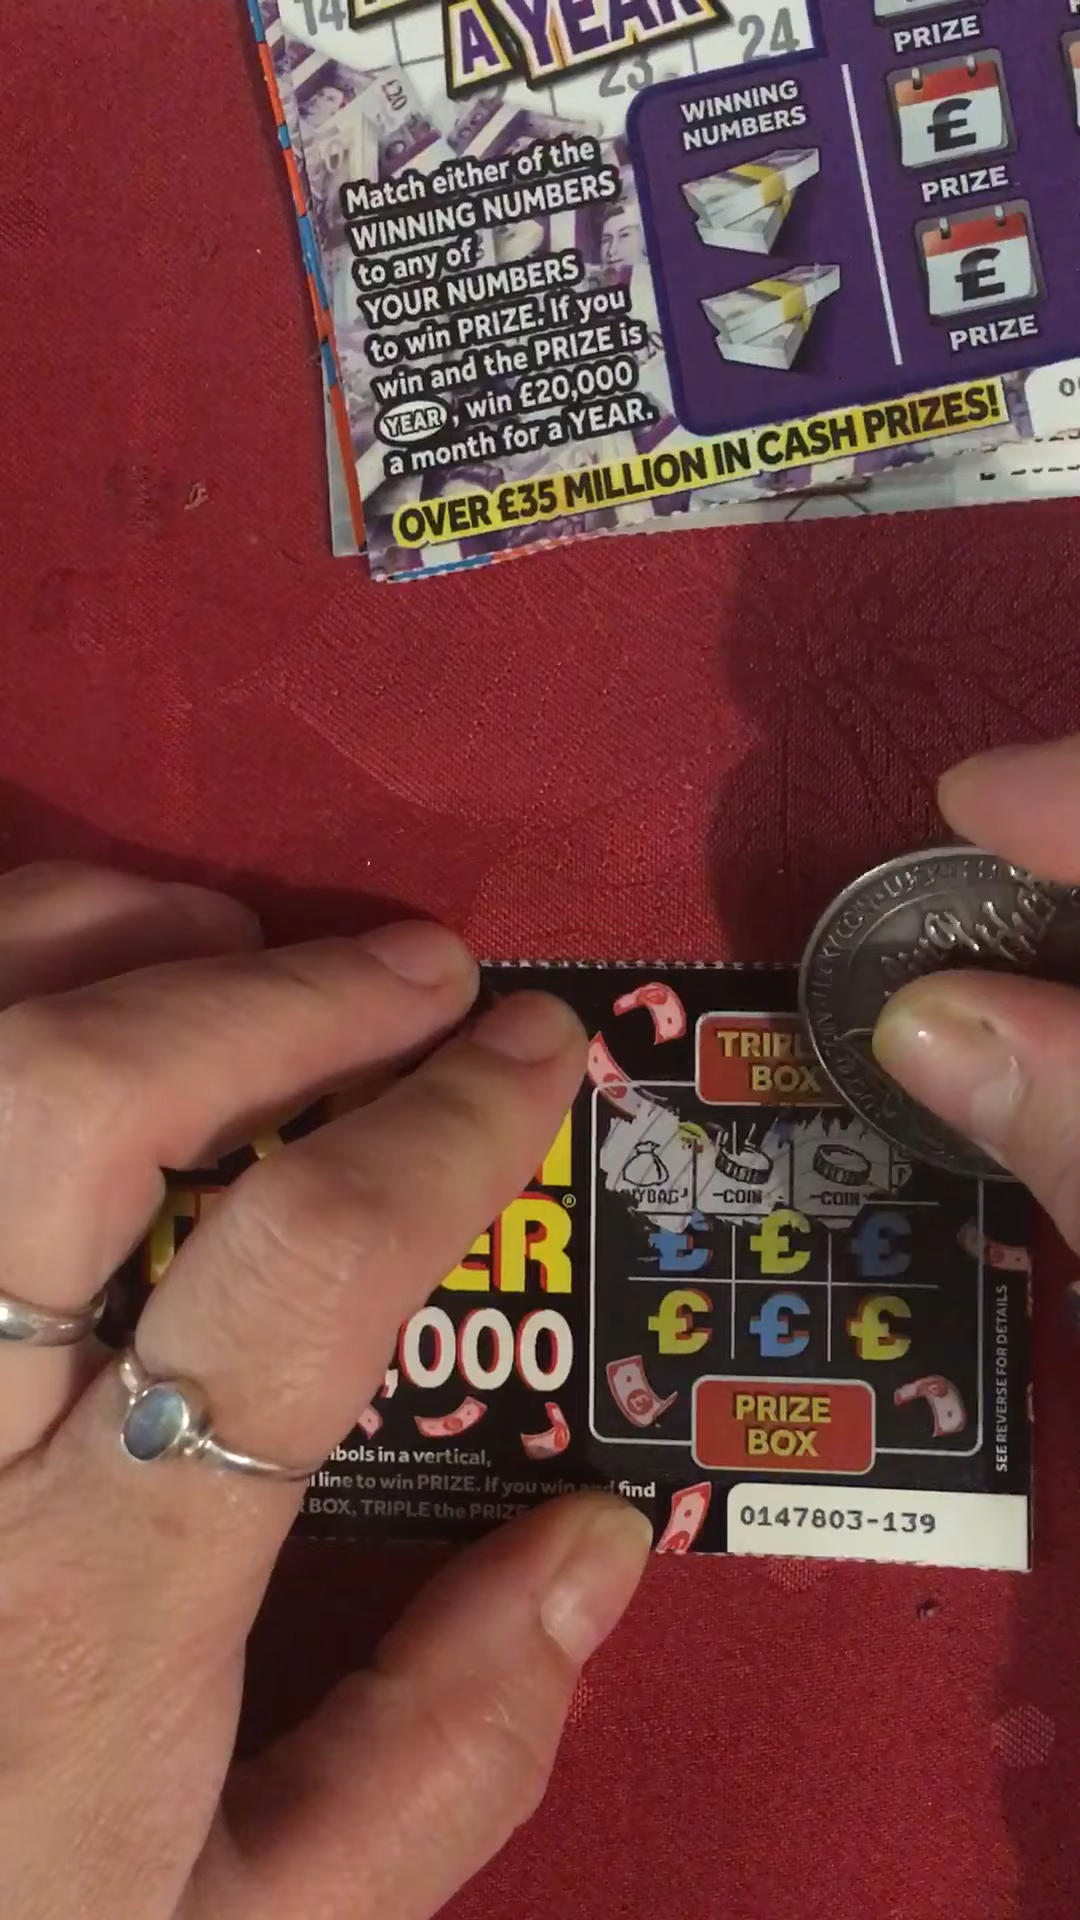 14
A YEAR
23
24
£20
WINNING
NUMBERS
PRIZE
£
PRIZE
£
PRIZE
Match either of the
WINNING NUMBERS
to any of
YOUR NUMBERS
to win PRIZE. If you
win and the PRIZE is
YEAR, win £20,000
a month for a YEAR.
OVER £35 MILLION IN CASH PRIZES!
BOX
COIN
COIN
£ £ £
£ £ £
,000
PRIZE
BOX
SEE REVERSE FOR DETAILS
in a vertical,
line to win PRIZE. If you win and find
BOX, TRIPLE the
0147803-139